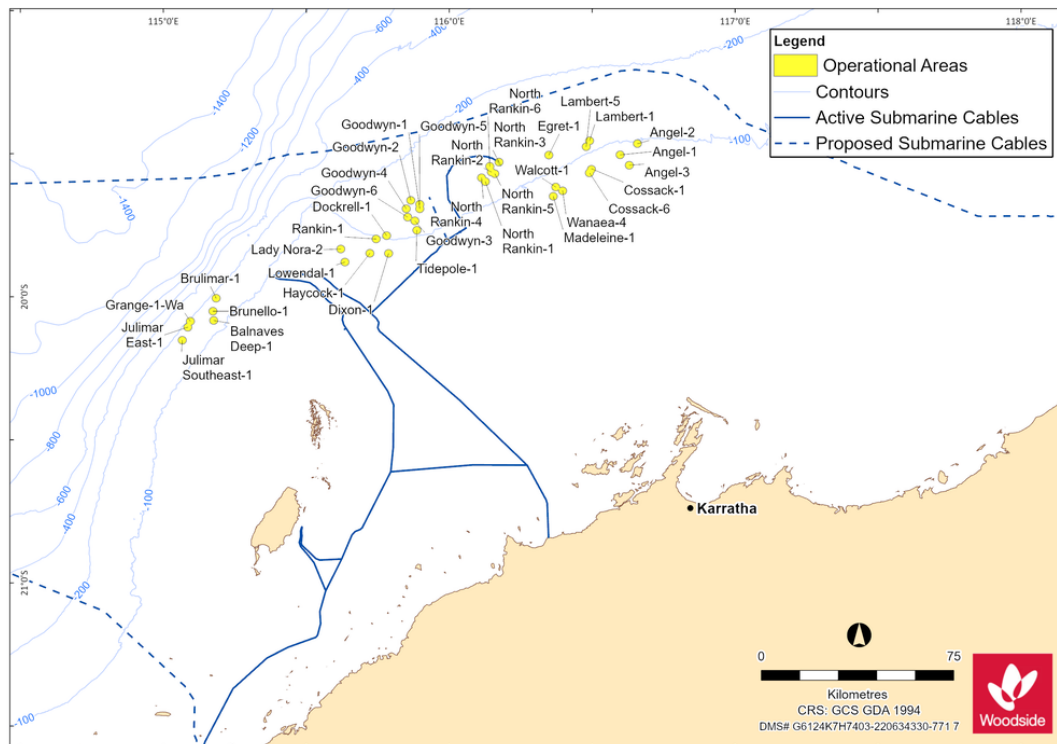 115°0'E
116°0'E
117°0'E
118°0'E
-600
-400
-1400
-400
-200
-1200
-200
-600
-200
-100
-1400
-1000
-800
-600
-400
-200
-100
-100
20°0'S
21°0'S
Legend
Operational Areas
Contours
Active Submarine Cables
Proposed Submarine Cables
North
Rankin-6
Lambert-5
Lambert-1
Goodwyn-1
Goodwyn-5
North
Rankin-3
Egret-1
Angel-2
Goodwyn-2
North
Rankin-2
Walcott-1
Angel-1
Goodwyn-4
Angel-3
Goodwyn-6
Cossack-1
Dockrell-1
North
Rankin-4
North
Rankin-5
Cossack-6
Rankin-1
Wanaea-4
Goodwyn-3
North
Rankin-1
Madeleine-1
Lady Nora-2
Tidepole-1
Lowendal-1
Haycock-1
Dixon-1
Brulimar-1
Grange-1-Wa
Brunello-1
Julimar
East-1
Balnaves
Deep-1
Julimar
Southeast-1
Karratha
0
75
Kilometres
CRS: GCS GDA 1994
DMS# G6124K7H7403-220634330-771 7
Woodside